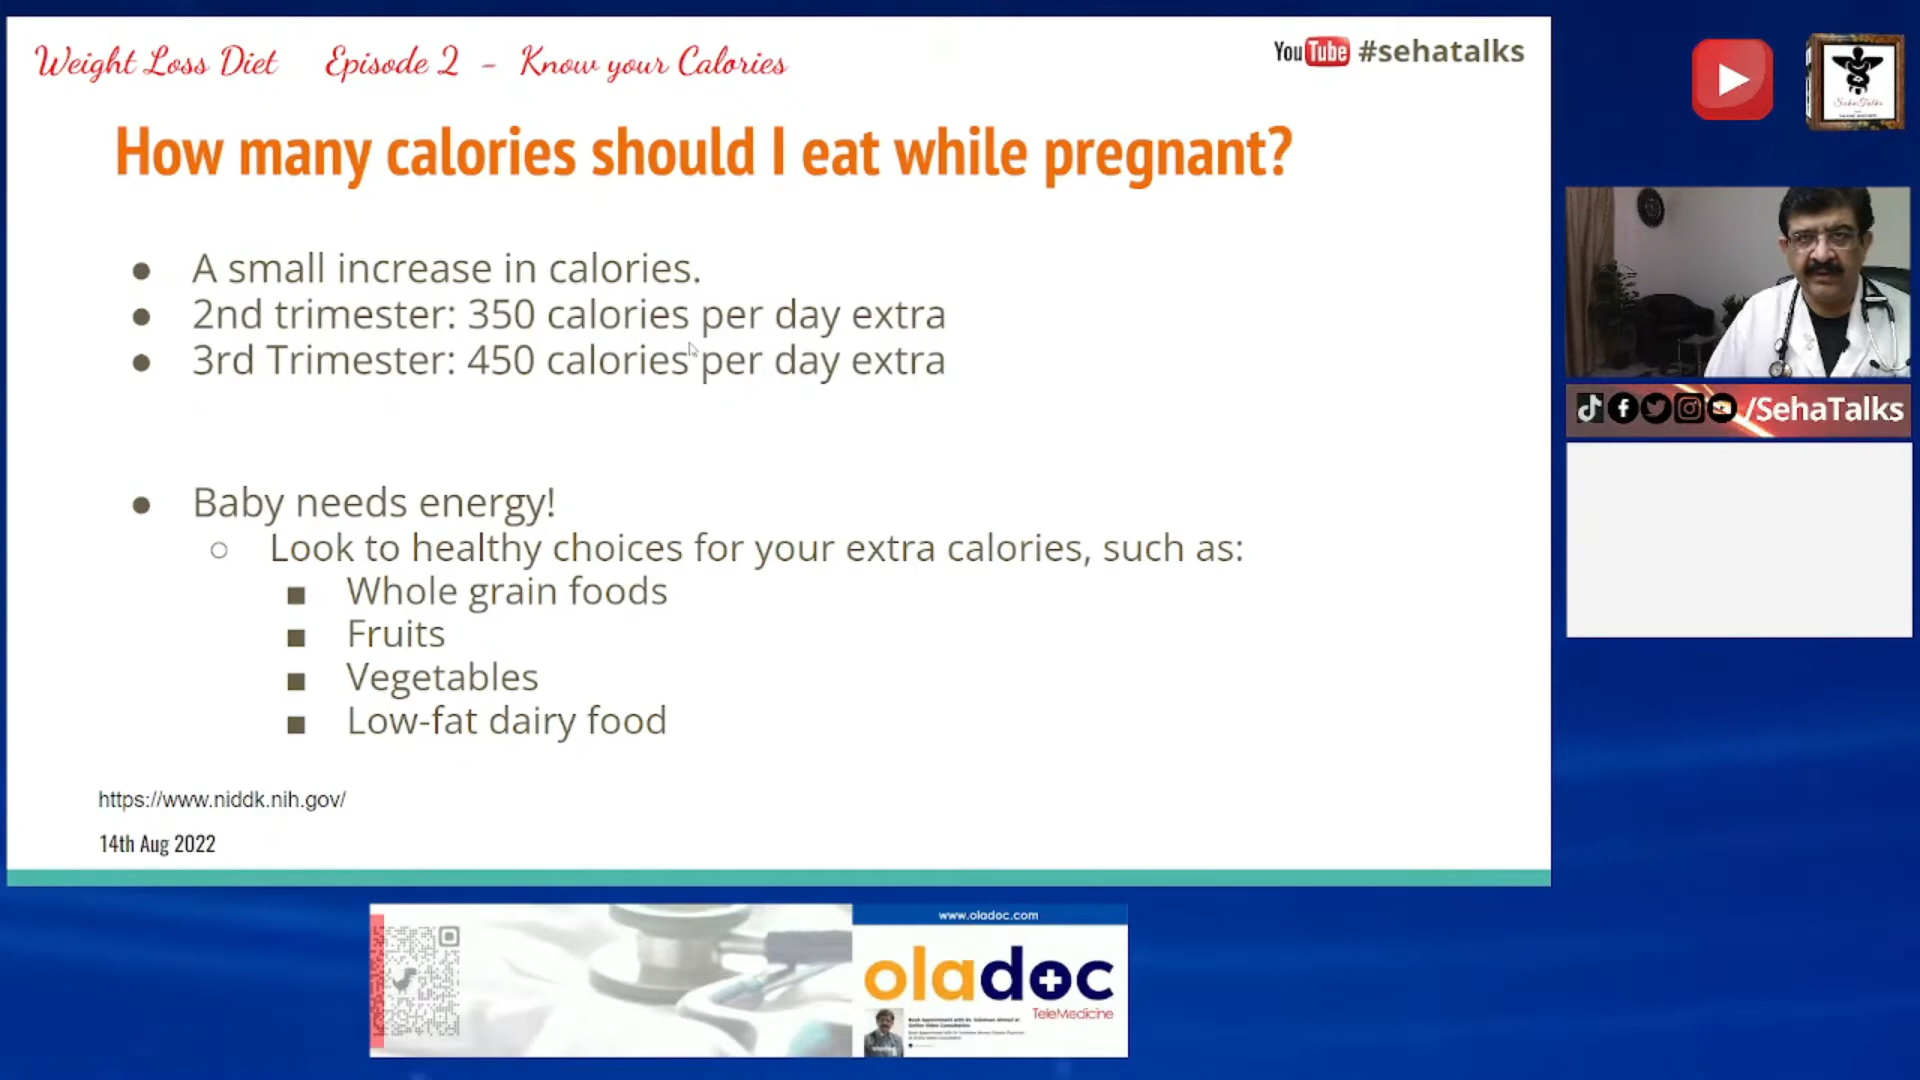 Weight Loss Diet Episode 2 - Know your Calories
YouTube #sehatalks
How many calories should I eat while pregnant?
● A small increase in calories.
● 2nd trimester: 350 calories per day extra
● 3rd Trimester: 450 calories per day extra
● Baby needs energy!
○ Look to healthy choices for your extra calories, such as:
■ Whole grain foods
■ Fruits
■ Vegetables
■ Low-fat dairy food
https://www.niddk.nih.gov/
14th Aug 2022
SehaTalks
/SehaTalks
www.oladoc.com
oladoc
TeleMedicine